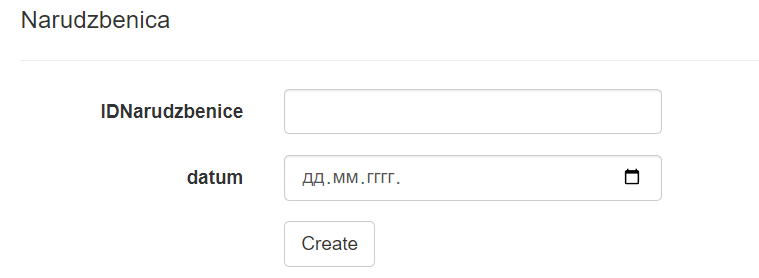 Narudzbenica
IDNarudzbenice
datum
дд.мм.гггг.
Create